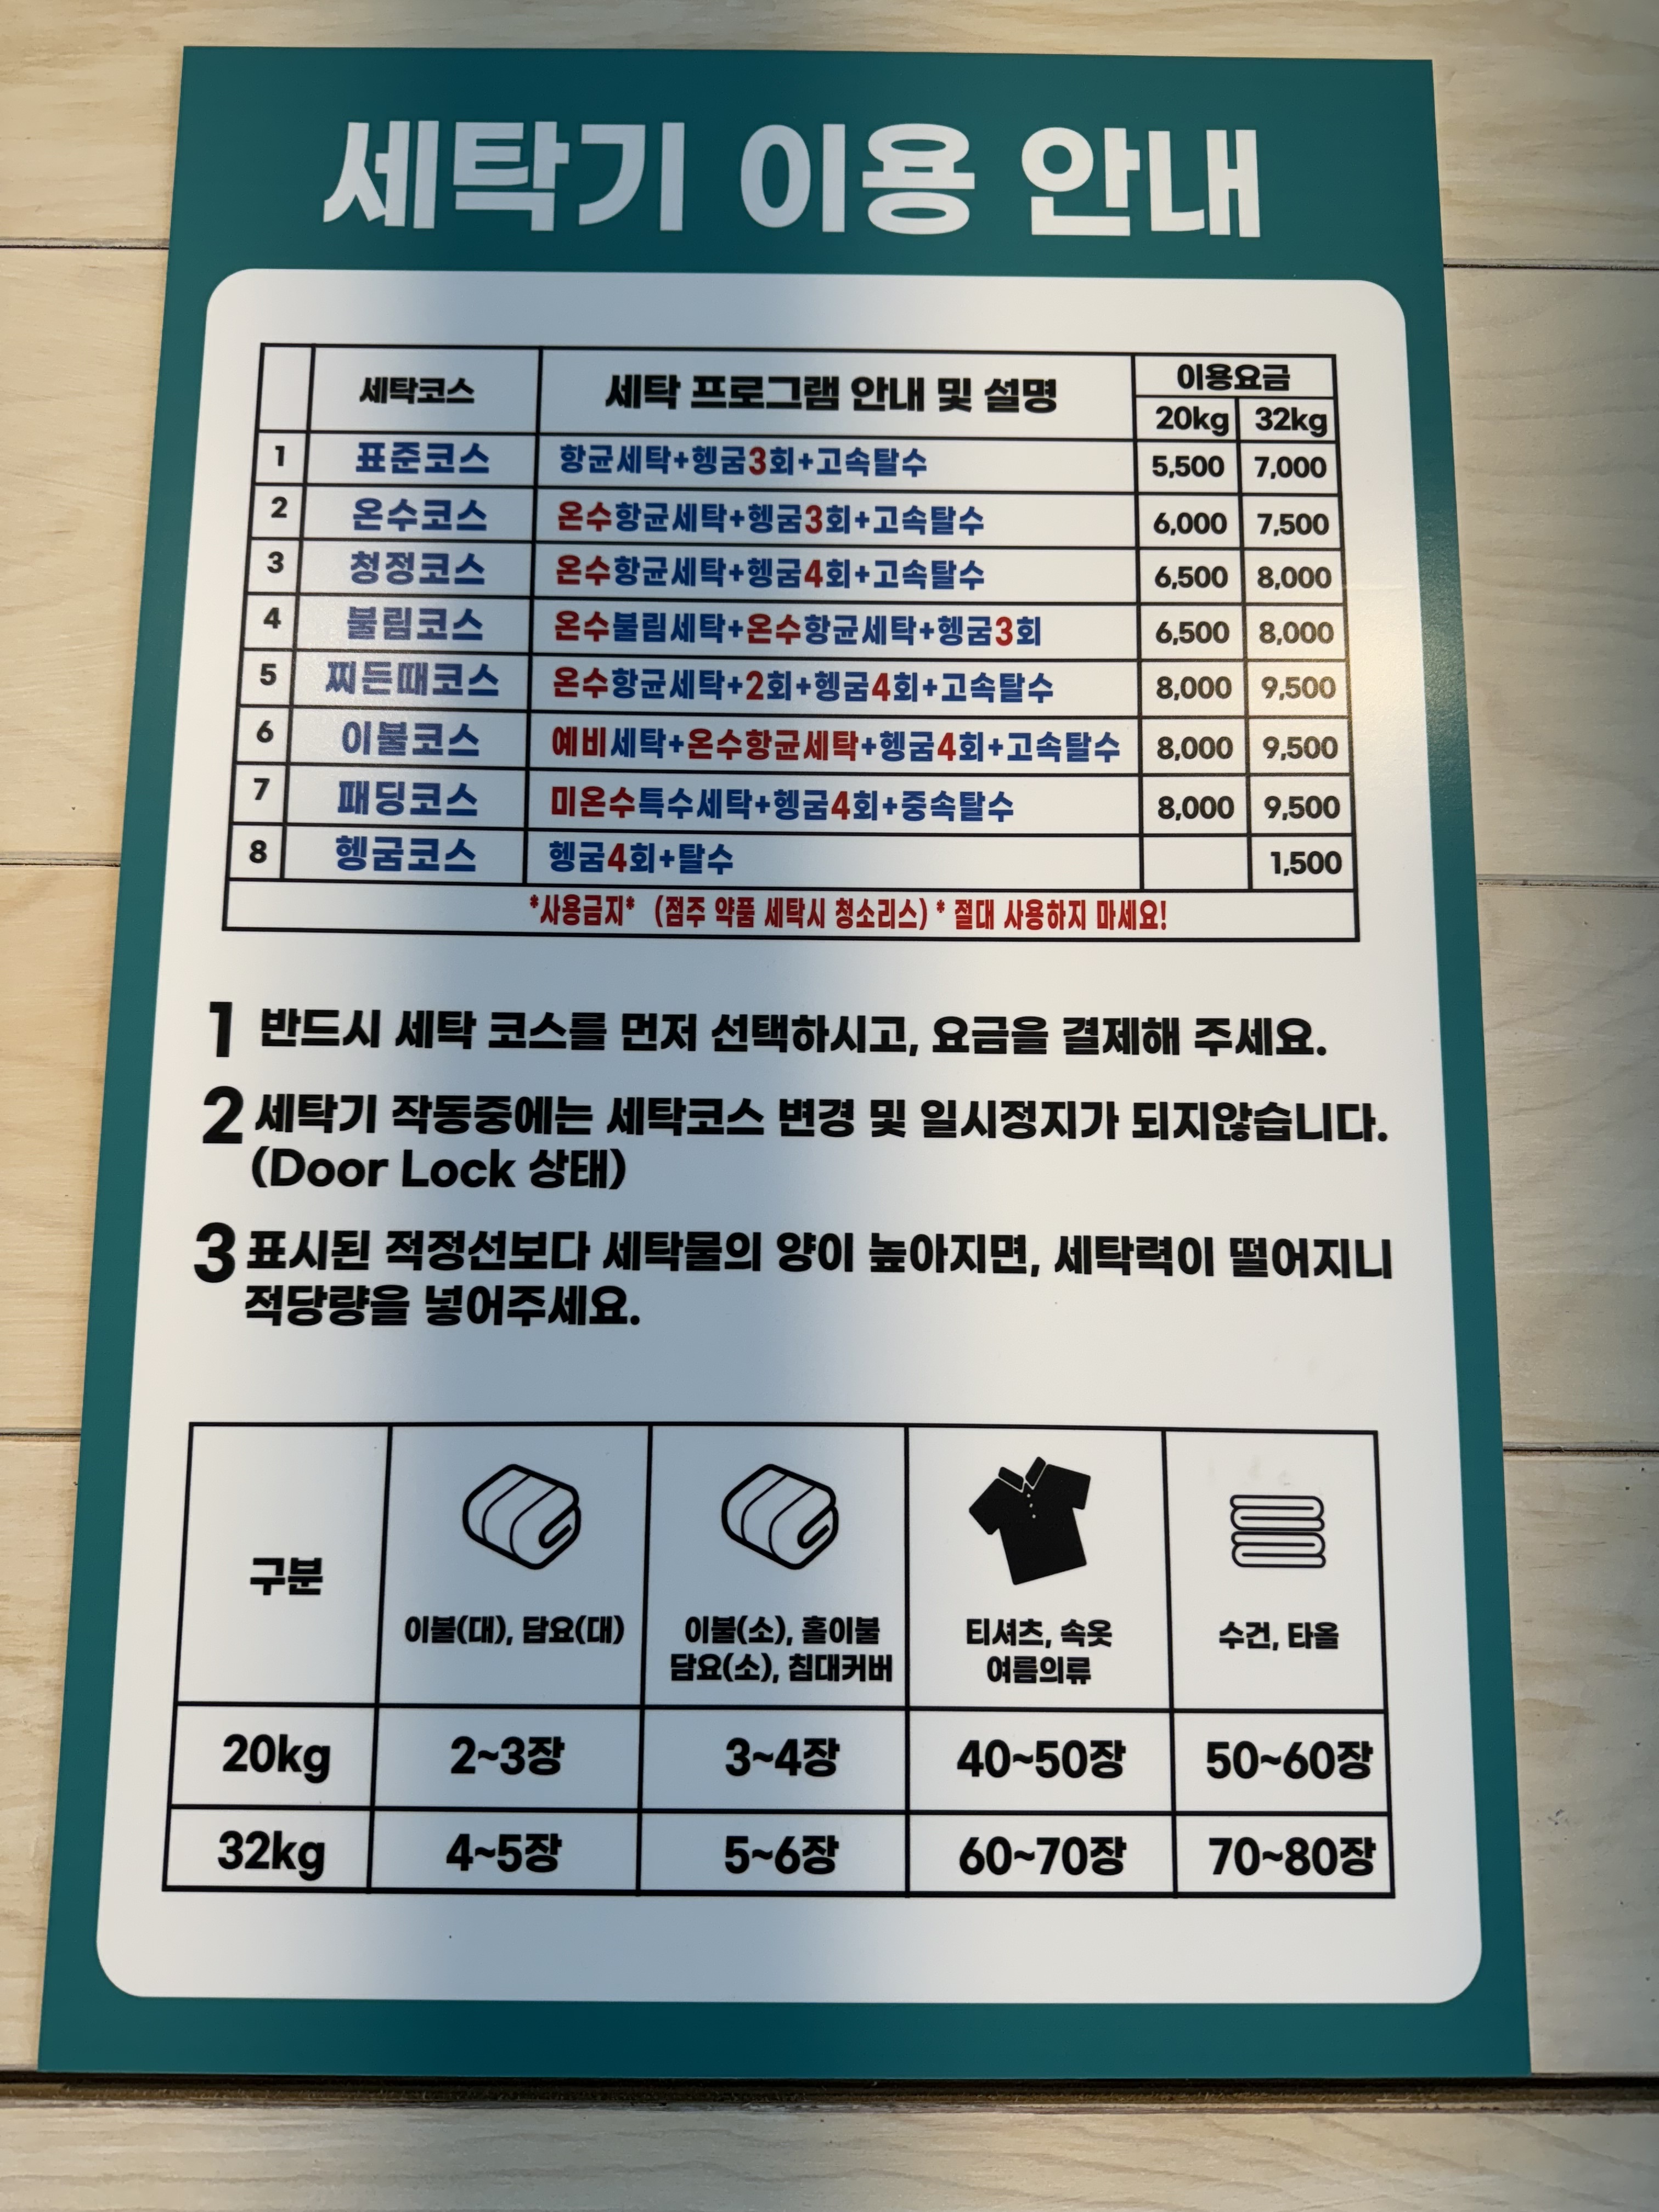 세탁기 이용 안내
세탁코스 세탁 프로그램 안내 및 설명 이용요금
20kg 32kg
1 표준코스 항균세탁+헹굼3회+고속탈수 5,500 7,000
2 온수코스 온수항균세탁+헹굼3회+고속탈수 6,000 7,500
3 청정코스 온수항균세탁+헹굼4회+고속탈수 6,500 8,000
4 불림코스 온수불림세탁+온수항균세탁+헹굼3회 6,500 8,000
5 찌든때코스 온수항균세탁+2회+헹굼4회+고속탈수 8,000 9,500
6 이불코스 예비세탁+온수항균세탁+헹굼4회+고속탈수 8,000 9,500
7 패딩코스 미온수특수세탁+헹굼4회+중속탈수 8,000 9,500
8 헹굼코스 헹굼4회+탈수 1,500
*사용금지* (점주 약품 세탁시 청소리스) * 절대 사용하지 마세요!
1 반드시 세탁 코스를 먼저 선택하시고, 요금을 결제해 주세요.
2 세탁기 작동중에는 세탁코스 변경 및 일시정지가 되지않습니다.
(Door Lock 상태)
3 표시된 적정선보다 세탁물의 양이 높아지면, 세탁력이 떨어지니
적당량을 넣어주세요.
구분
이불(대), 담요(대) 이불(소), 홑이불 티셔츠, 속옷 수건, 타올
담요(소), 침대커버 여름의류
20kg 2~3장 3~4장 40~50장 50~60장
32kg 4~5장 5~6장 60~70장 70~80장